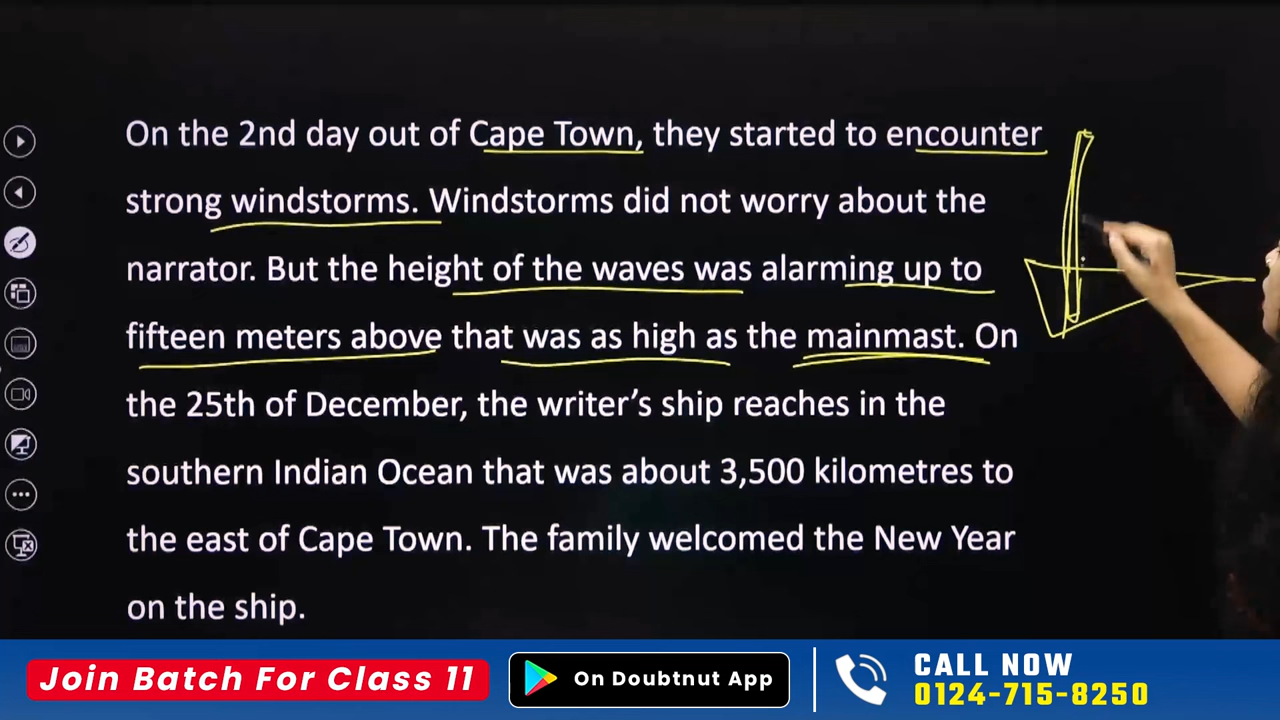 On the 2nd day out of Cape Town, they started to encounter
strong windstorms. Windstorms did not worry about the
narrator. But the height of the waves was alarming up to
fifteen meters above that was as high as the mainmast. On
the 25th of December, the writer’s ship reaches in the
southern Indian Ocean that was about 3,500 kilometres to
the east of Cape Town. The family welcomed the New Year
on the ship.
Join Batch For Class 11
On Doubtnut App
CALL NOW
0124-715-8250